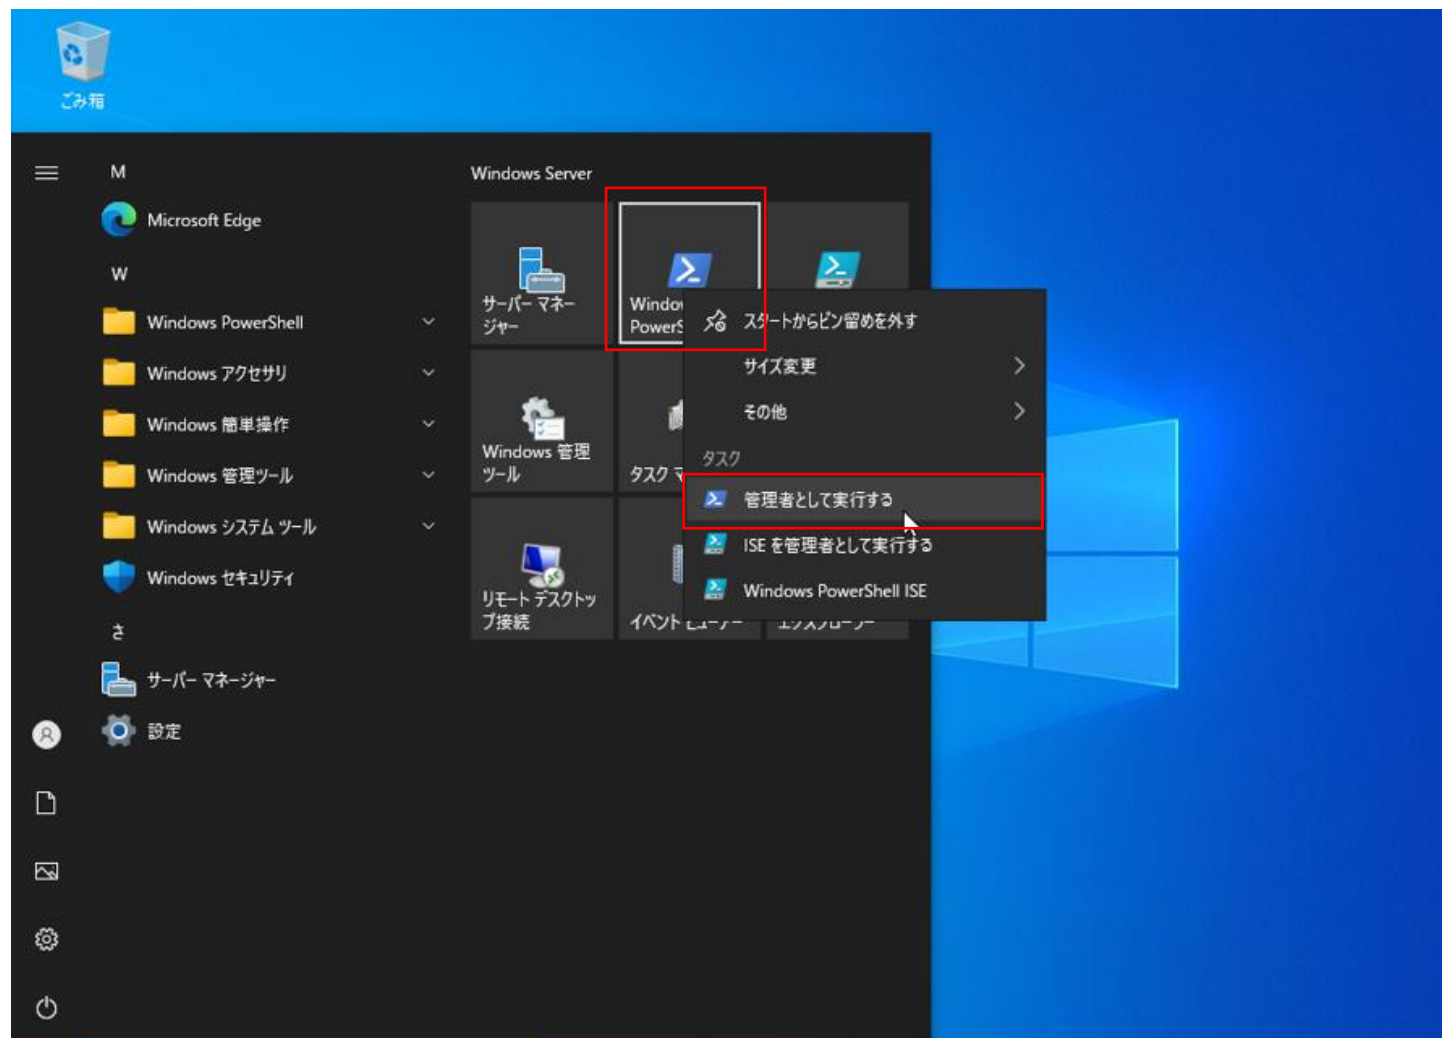 ごみ箱
M
Microsoft Edge
W
Windows PowerShell
Windows アクセサリ
Windows 簡単操作
Windows 管理ツール
Windows システム ツール
Windows セキュリティ
さ
サーバー マネージャー
設定
Windows Server
サーバー マネー
ジャー
Windows 管理
ツール
タスク
リモート デスクトッ
プ接続
スタートからピン留めを外す
サイズ変更
その他
タスク
管理者として実行する
ISE を管理者として実行する
Windows PowerShell ISE